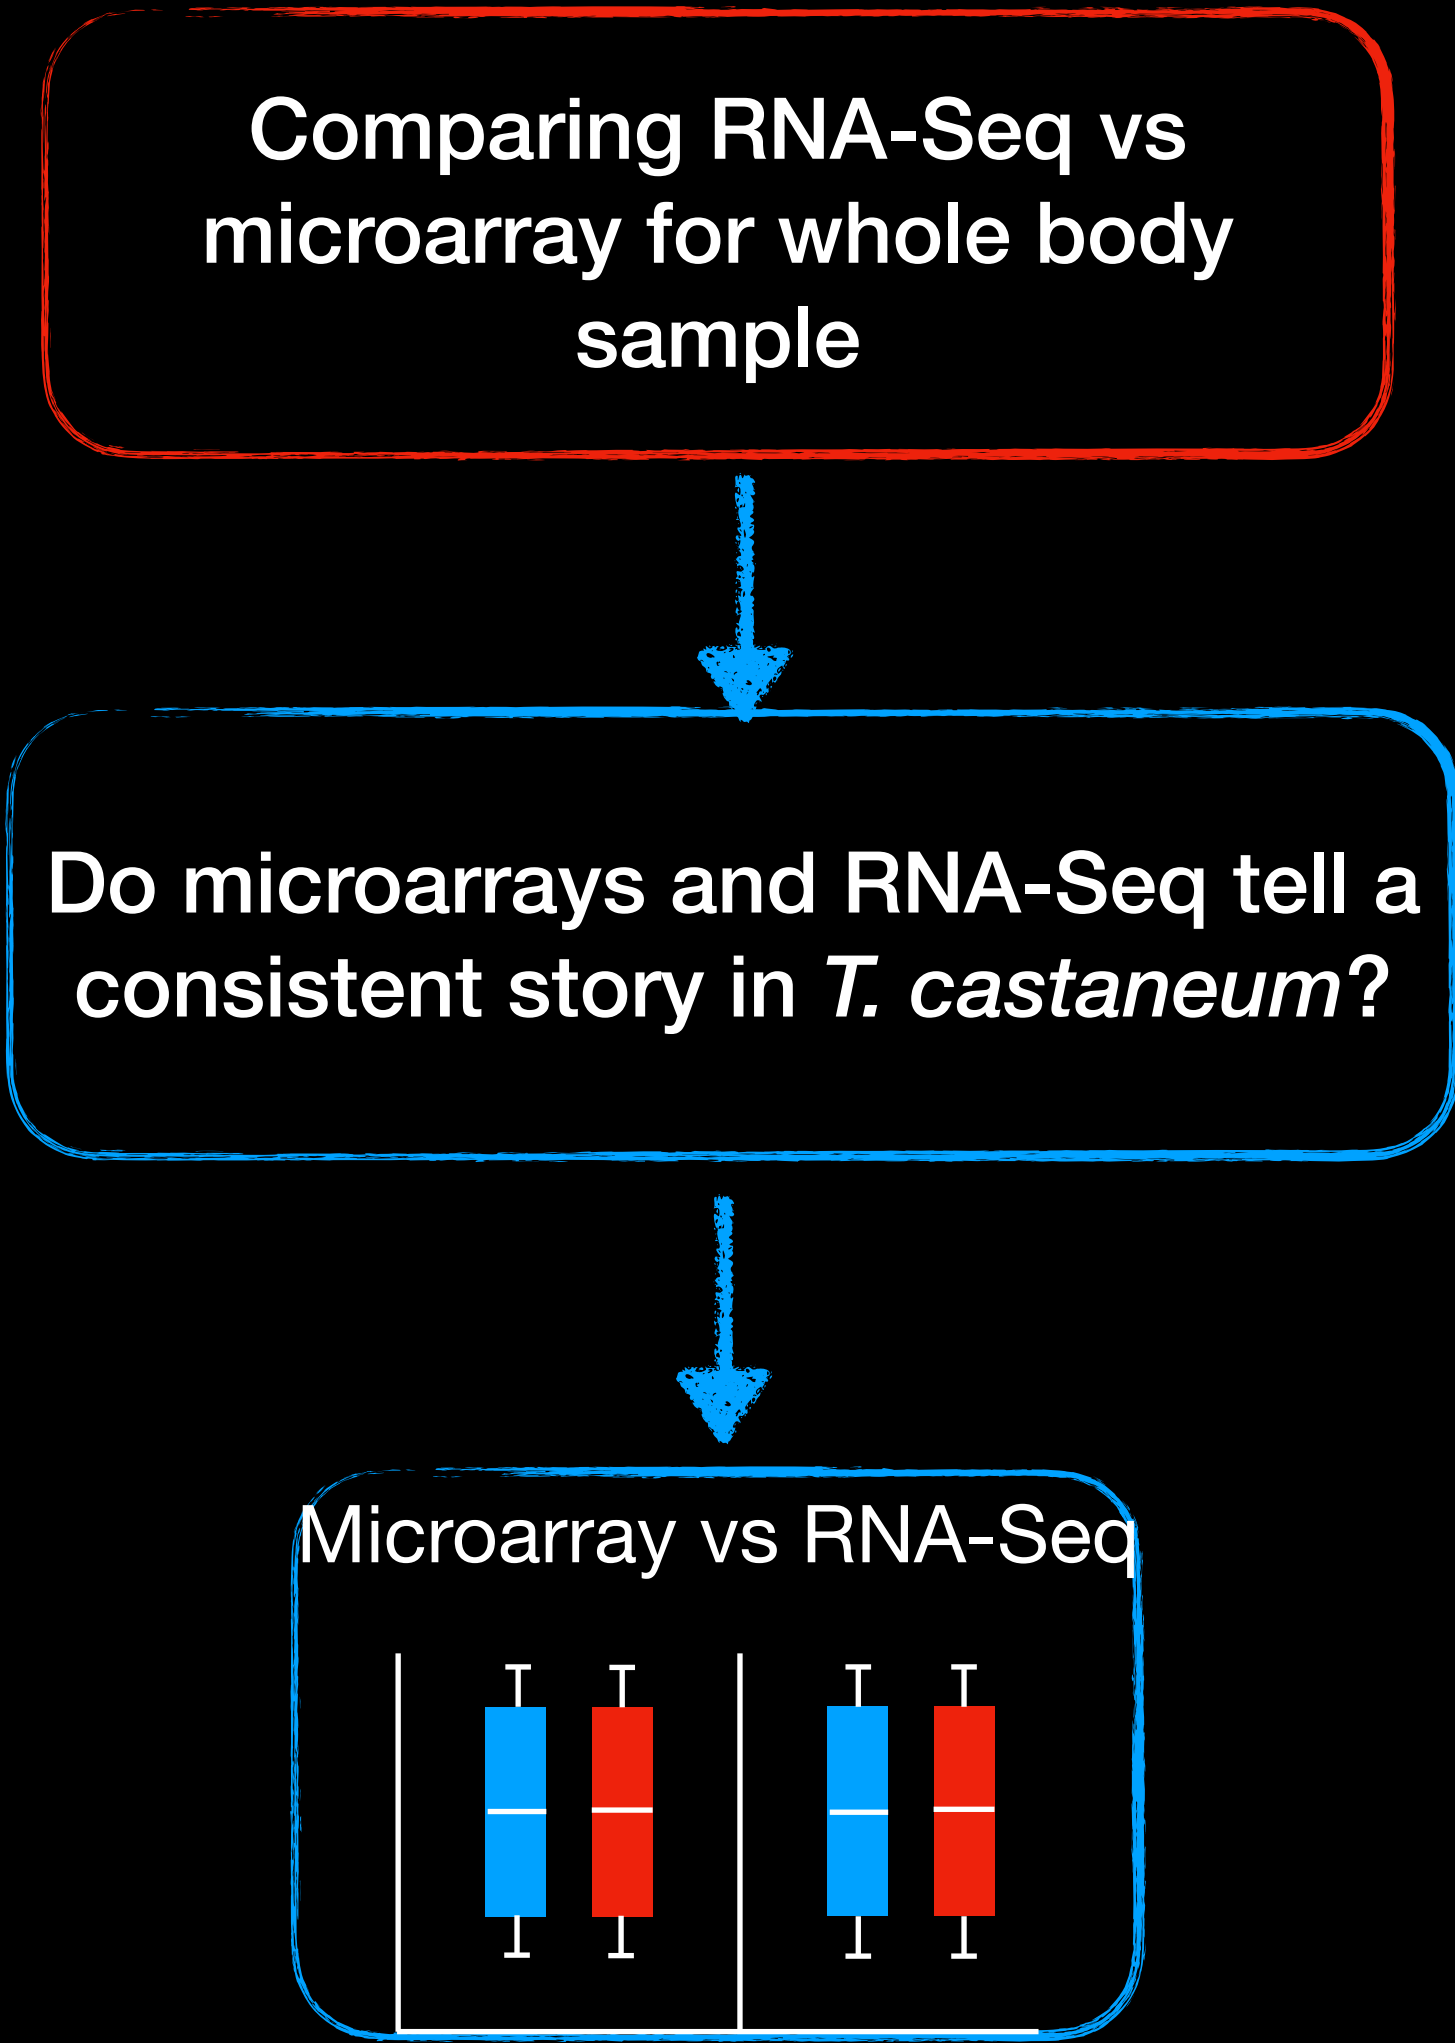 Comparing RNA-Seq vs
microarray for whole body
sample
Do microarrays and RNA-Seq tell a
consistent story in T. castaneum?
Microarray vs RNA-Seq